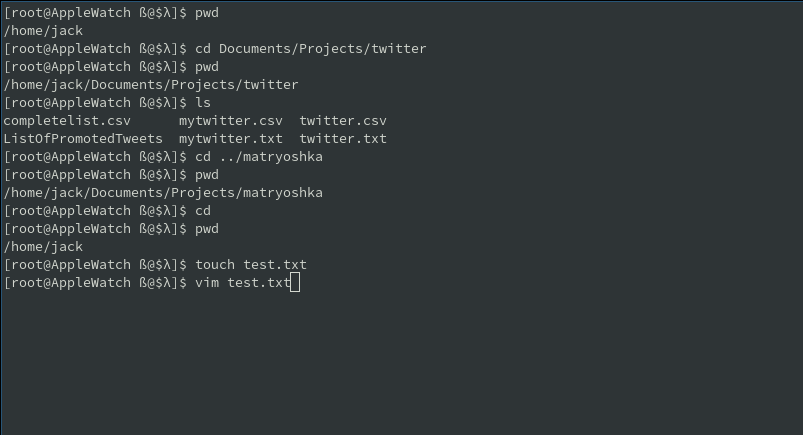 [root@AppleWatch ß@$λ]$ pwd
/home/jack
[root@AppleWatch ß@$λ]$ cd Documents/Projects/twitter
[root@AppleWatch ß@$λ]$ pwd
/home/jack/Documents/Projects/twitter
[root@AppleWatch ß@$λ]$ ls
completelist.csv      mytwitter.csv  twitter.csv
ListOfPromotedTweets  mytwitter.txt  twitter.txt
[root@AppleWatch ß@$λ]$ cd ../matryoshka
[root@AppleWatch ß@$λ]$ pwd
/home/jack/Documents/Projects/matryoshka
[root@AppleWatch ß@$λ]$ cd
[root@AppleWatch ß@$λ]$ pwd
/home/jack
[root@AppleWatch ß@$λ]$ touch test.txt
[root@AppleWatch ß@$λ]$ vim test.txt